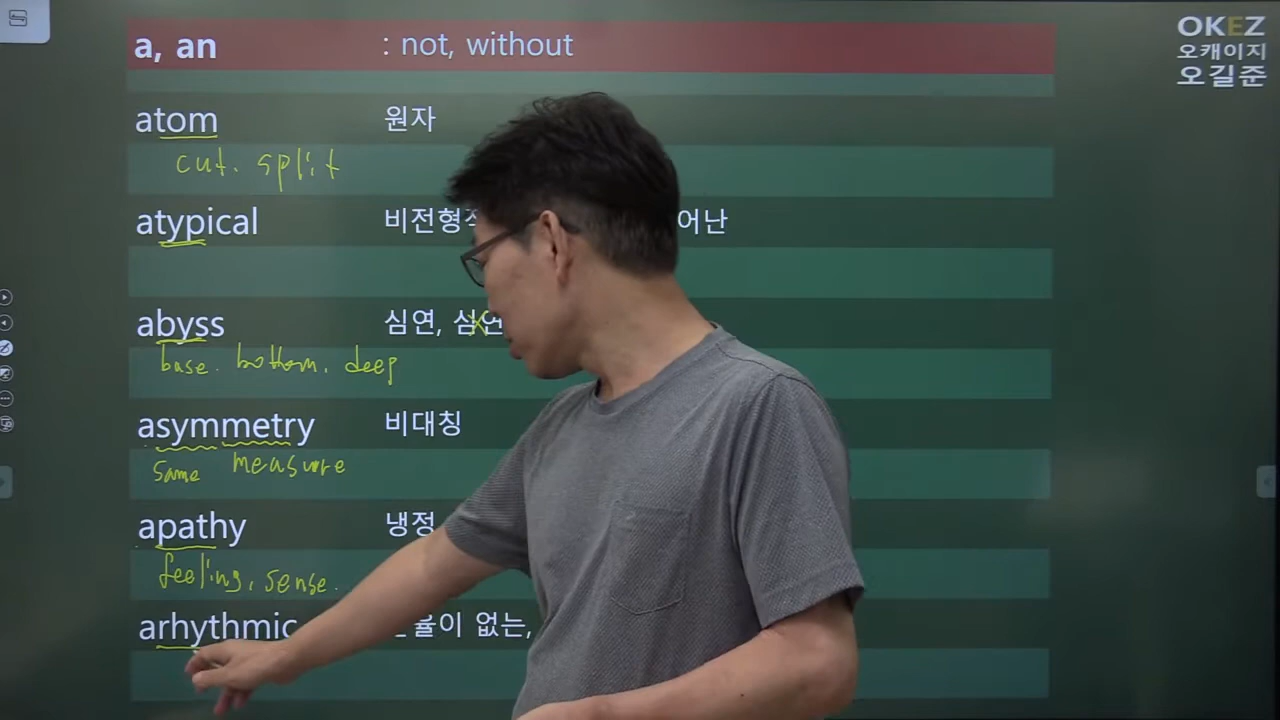 a, an : not, without
OKEZ
오캐이지
오길준
atom 원자
cut. split
atypical 비전형적 어난
abyss 심연,
base. bottom. deep
asymmetry 비대칭
same measure
apathy 냉정
feeling, sense.
arhythmic 없는,